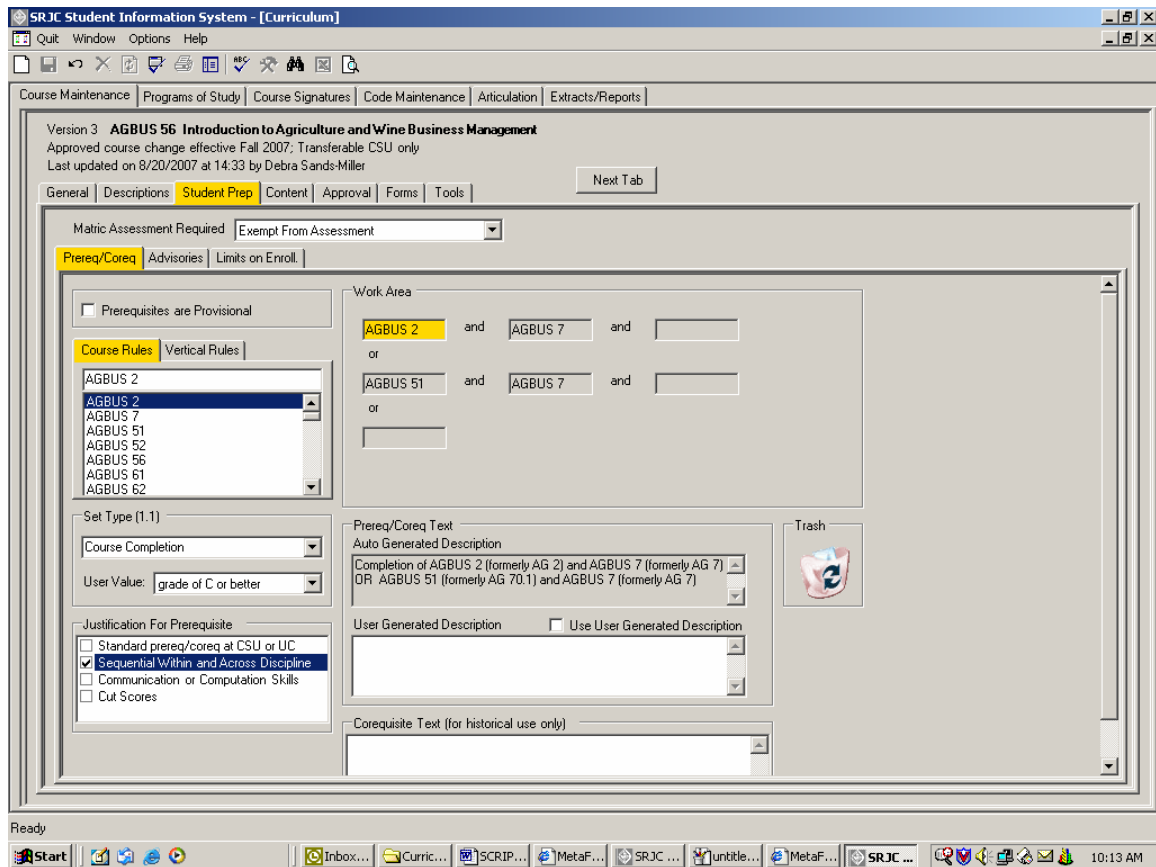 SRJC Student Information System - [Curriculum]
Quit Window Options Help
Course Maintenance Programs of Study Course Signatures Code Maintenance Articulation Extracts/Reports
Version 3 AGBUS 56 Introduction to Agriculture and Wine Business Management
Approved course change effective Fall 2007; Transferable CSU only
Last updated on 8/20/2007 at 14:33 by Debra Sands-Miller
Next Tab
General Descriptions Student Prep Content Approval Forms Tools
Matric Assessment Required Exempt From Assessment
Prereq/Coreq Advisories Limits on Enroll.
Prerequisites are Provisional
Course Rules Vertical Rules
AGBUS 2
AGBUS 2
AGBUS 7
AGBUS 51
AGBUS 52
AGBUS 56
AGBUS 61
AGBUS 62
Work Area
AGBUS 2 and AGBUS 7 and
or
AGBUS 51 and AGBUS 7 and
or
Set Type (1.1)
Course Completion
User Value: grade of C or better
Justification For Prerequisite
Standard prereq/coreq at CSU or UC
Sequential Within and Across Discipline
Communication or Computation Skills
Cut Scores
Prereq/Coreq Text
Auto Generated Description
Completion of AGBUS 2 (formerly AG 2) and AGBUS 7 (formerly AG 7)
OR AGBUS 51 (formerly AG 70.1) and AGBUS 7 (formerly AG 7)
User Generated Description Use User Generated Description
Trash
Corequisite Text (for historical use only)
Ready
Start Inbox... Curric... SCRIP... MetaF... SRJC ... untitle... MetaF... SRJC ... 10:13 AM